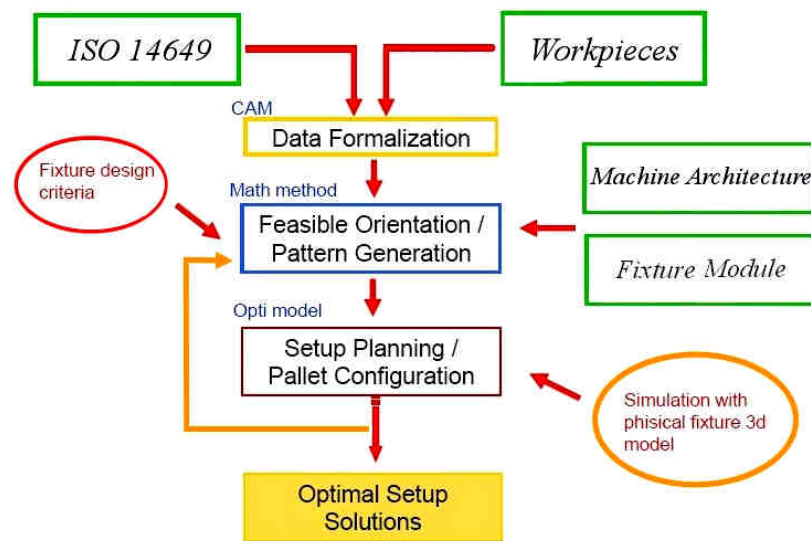 ISO 14649
Workpieces
CAM
Data Formalization
Fixture design
criteria
Math method
Machine Architecture
Feasible Orientation /
Pattern Generation
Fixture Module
Opti model
Setup Planning /
Pallet Configuration
Simulation with
phisical fixture 3d
model
Optimal Setup
Solutions